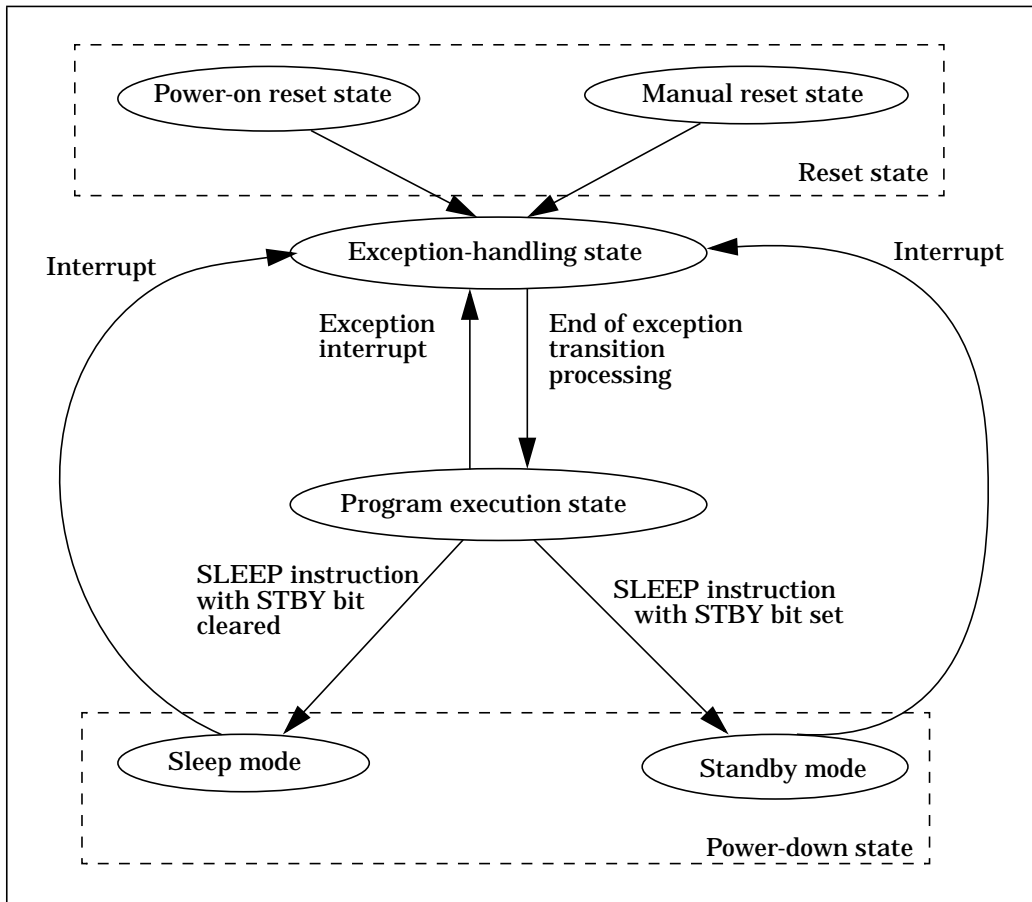 Power-on reset state
Manual reset state
Reset state
Exception-handling state
Interrupt
Interrupt
Exception
interrupt
End of exception
transition
processing
Program execution state
SLEEP instruction
with STBY bit
cleared
SLEEP instruction
with STBY bit set
Sleep mode
Standby mode
Power-down state